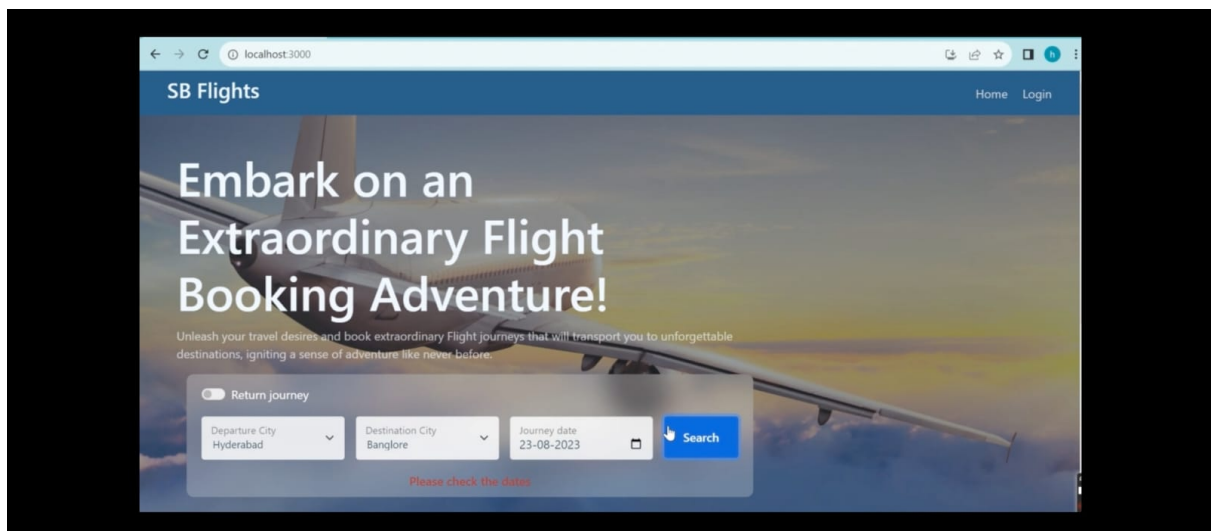 localhost:3000
h
SB Flights
Home Login
Embark on an
Extraordinary Flight
Booking Adventure!
Unleash your travel desires and book extraordinary Flight journeys that will transport you to unforgettable
destinations, igniting a sense of adventure like never before.
Return journey
Departure City
Hyderabad
Destination City
Banglore
Journey date
23-08-2023
Search
Please check the dates